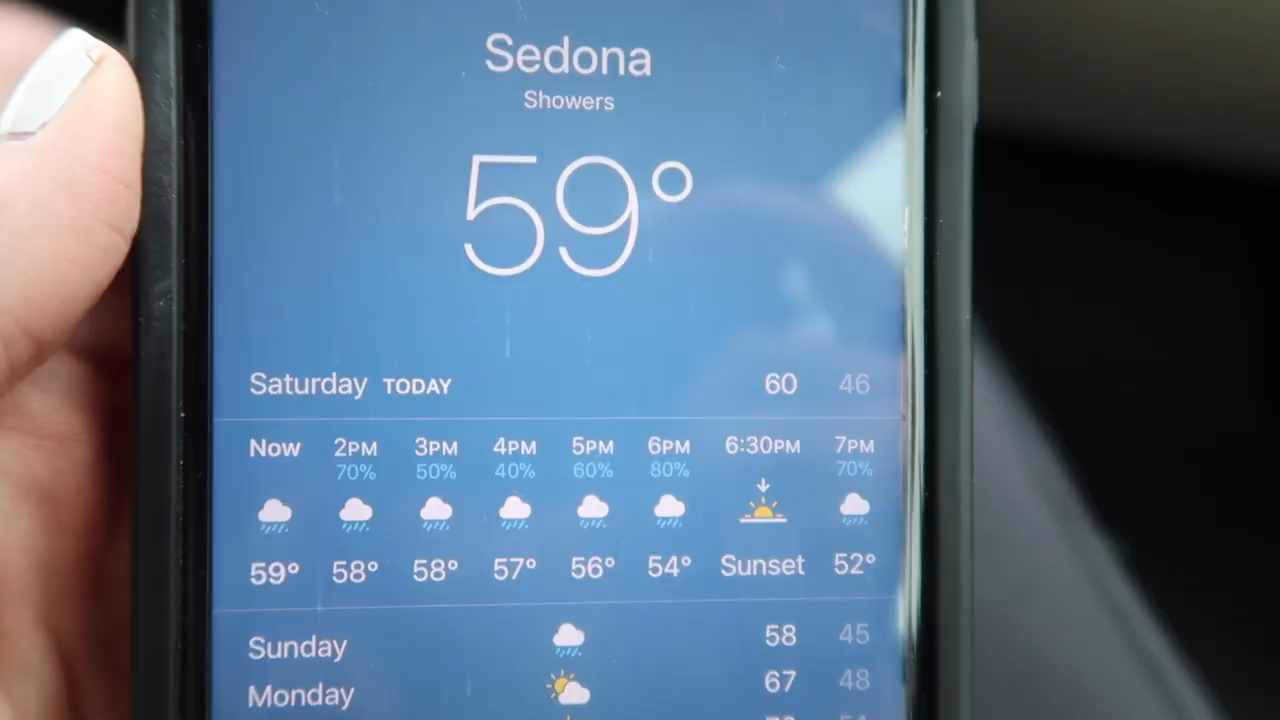 Sedona
Showers
59°
Saturday TODAY 60 46
Now 2PM 3PM 4PM 5PM 6PM 6:30PM 7PM
70% 50% 40% 60% 80% 70%
59° 58° 58° 57° 56° 54° Sunset 52°
Sunday 58 45
Monday 67 48